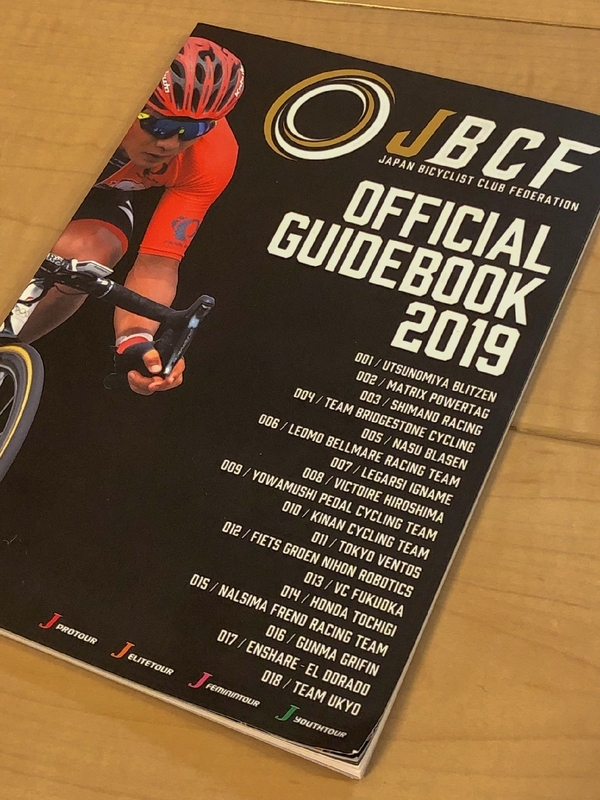 JBCF
JAPAN BICYCLIST CLUB FEDERATION
OFFICIAL
GUIDEBOOK
2019
001 / UTSUNOMIYA BLITZEN
002 / MATRIX POWERTAG
003 / SHIMANO RACING
004 / TEAM BRIDGESTONE CYCLING
005 / NASU BLASEN
006 / LEOMO BELLMARE RACING TEAM
007 / LEGARSI IGNAME
008 / VICTOIRE HIROSHIMA
009 / YOWAMUSHI PEDAL CYCLING TEAM
010 / KINAN CYCLING TEAM
011 / TOKYO VENTOS
012 / FIETS GROEN NIHON ROBOTICS
013 / VC FUKUOKA
014 / HONDA TOCHIGI
015 / NALSIMA FREND RACING TEAM
016 / GUNMA GRIFIN
017 / ENSHARE - EL DORADO
018 / TEAM UKYO
J PROTOUR
J ELITETOUR
J FEMININTOUR
J YOUTHTOUR